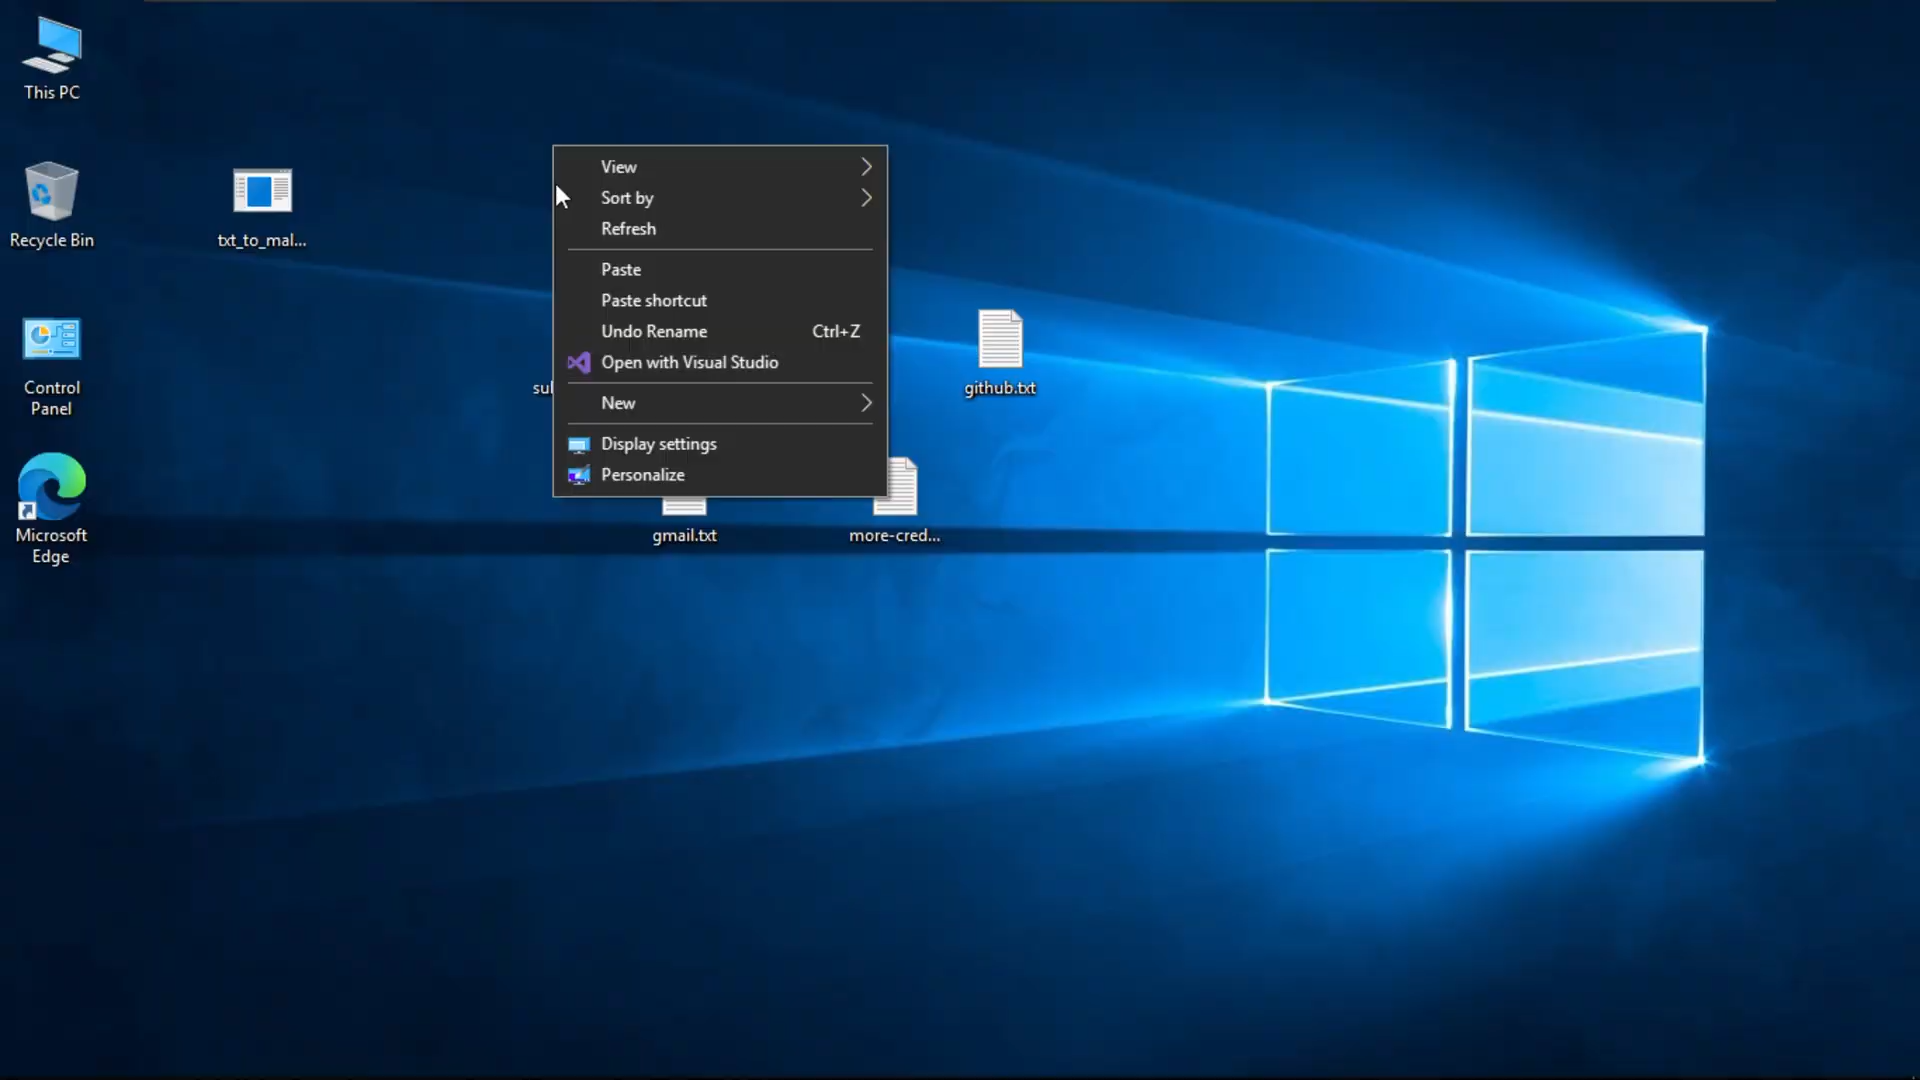 This PC
Recycle Bin
txt_to_mal...
Control
Panel
Microsoft
Edge
View
Sort by
Refresh
Paste
Paste shortcut
Undo Rename Ctrl+Z
Open with Visual Studio
New
Display settings
Personalize
github.txt
gmail.txt
more-cred...